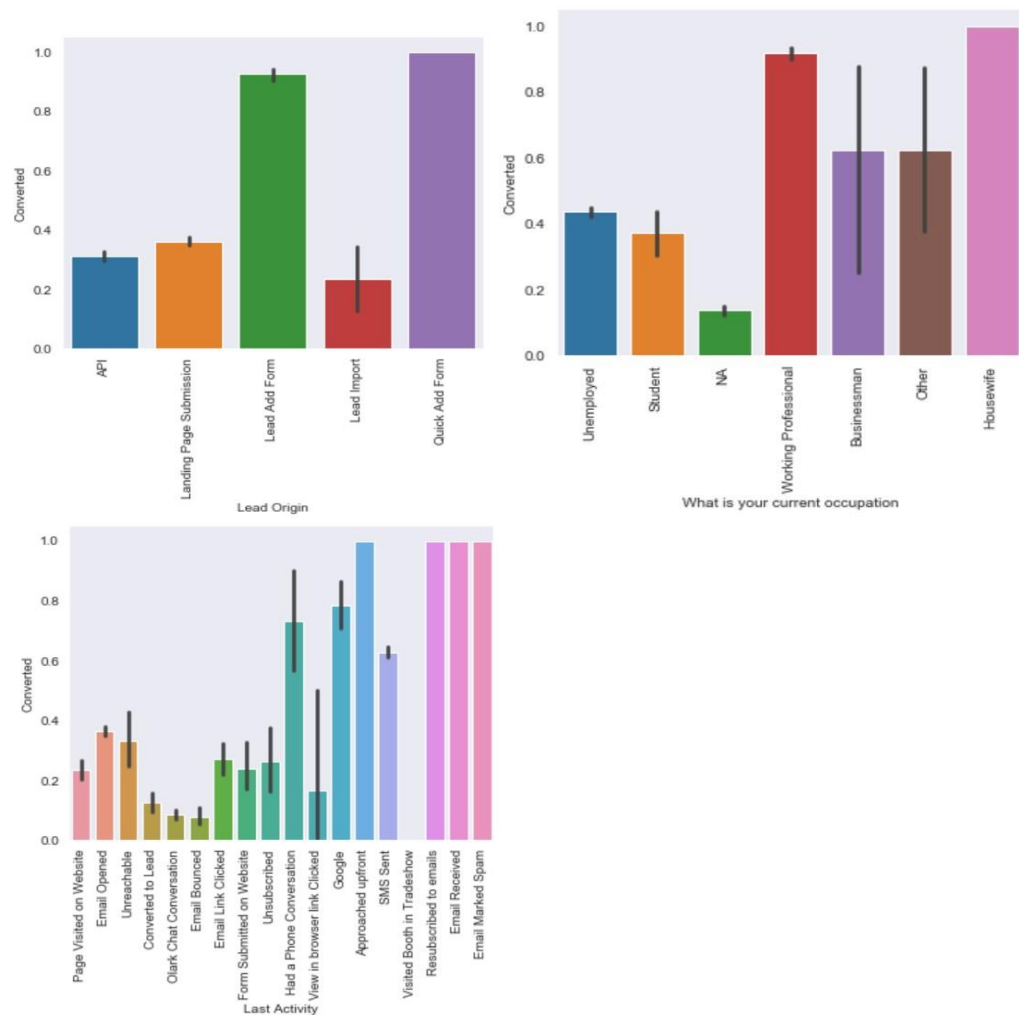 1.0
0.8
0.6
0.4
0.2
0.0
Converted
API
Landing Page Submission
Lead Add Form
Lead Import
Quick Add Form
Lead Origin
1.0
0.8
0.6
0.4
0.2
0.0
Converted
Unemployed
Student
NA
Working Professional
Businessman
Other
Housewife
What is your current occupation
1.0
0.8
0.6
0.4
0.2
0.0
Converted
Page Visited on Website
Email Opened
Unreachable
Converted to Lead
Olark Chat Conversation
Email Bounced
Email Link Clicked
Form Submitted on Website
Unsubscribed
Had a Phone Conversation
View in browser link Clicked
Google
Approached upfront
SMS Sent
Visited Booth in Tradeshow
Resubscribed to emails
Email Received
Email Marked Spam
Last Activity